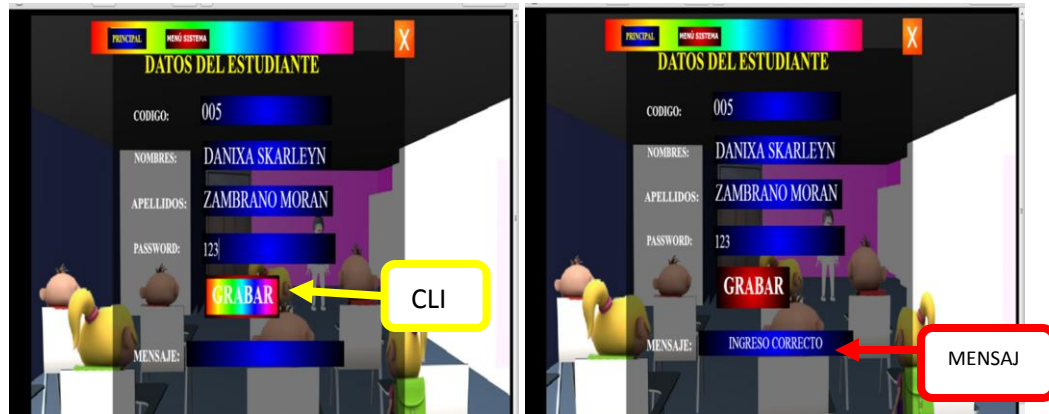 PRINCIPAL MENÚ SISTEMA X
DATOS DEL ESTUDIANTE
CODIGO: 005
NOMBRES: DANIXA SKARLEYN
APELLIDOS: ZAMBRANO MORAN
PASSWORD: 123
GRABAR
CLI
MENSAJE:
PRINCIPAL MENÚ SISTEMA X
DATOS DEL ESTUDIANTE
CODIGO: 005
NOMBRES: DANIXA SKARLEYN
APELLIDOS: ZAMBRANO MORAN
PASSWORD: 123
GRABAR
MENSAJE: INGRESO CORRECTO
MENSAJ